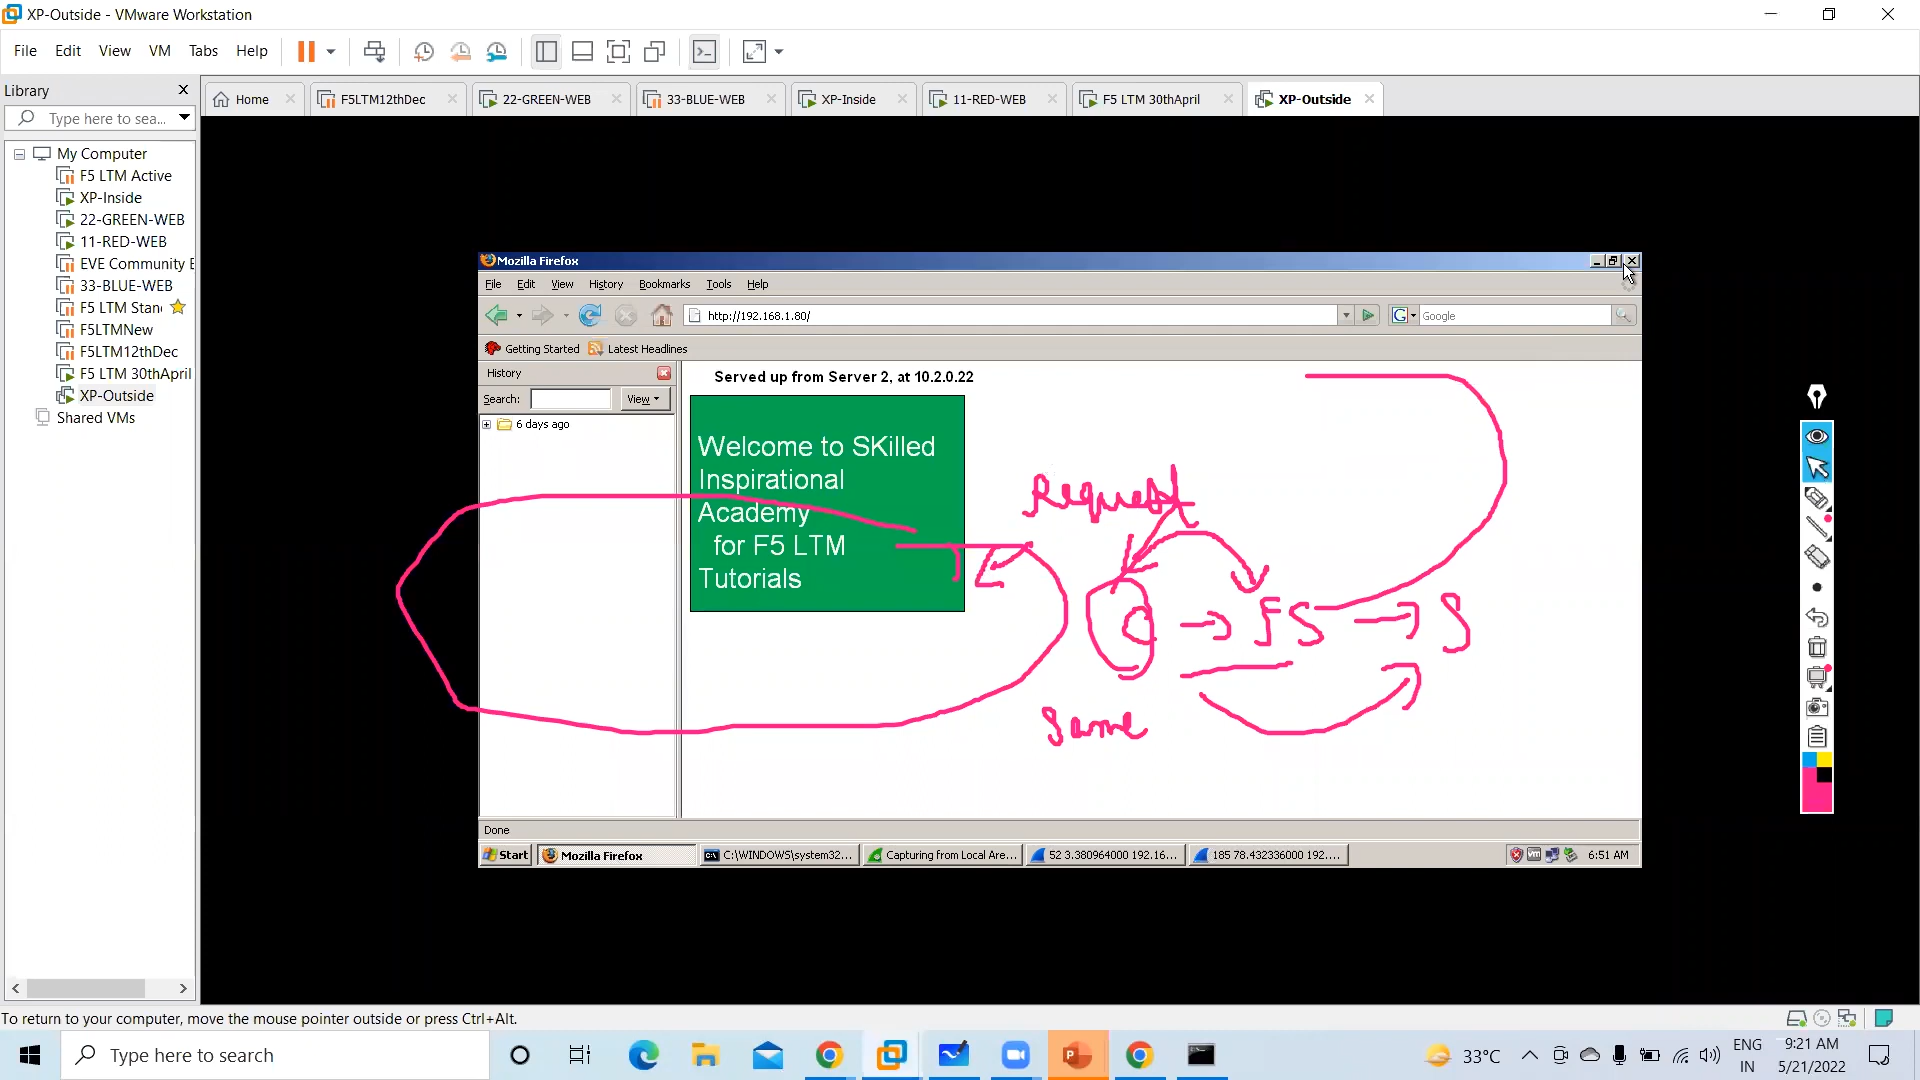 XP-Outside - VMware Workstation
File Edit View VM Tabs Help
Library
Type here to sea...
Home
F5LTM12thDec
22-GREEN-WEB
33-BLUE-WEB
XP-Inside
11-RED-WEB
F5 LTM 30thApril
XP-Outside
My Computer
F5 LTM Active
XP-Inside
22-GREEN-WEB
11-RED-WEB
EVE Community E
33-BLUE-WEB
F5 LTM Stan
F5LTMNew
F5LTM12thDec
F5 LTM 30thApril
XP-Outside
Shared VMs
Mozilla Firefox
File Edit View History Bookmarks Tools Help
http://192.168.1.80/
G Google
Getting Started Latest Headlines
History
Search: View
6 days ago
Served up from Server 2, at 10.2.0.22
Welcome to SKilled
Inspirational
Academy
for F5 LTM
Tutorials
Request
C → F5 → S
Same
Done
Start Mozilla Firefox C:\WINDOWS\system32... Capturing from Local Are... 52 3.380964000 192.16... 185 78.432336000 192.... 6:51 AM
To return to your computer, move the mouse pointer outside or press Ctrl+Alt.
Type here to search
33°C
ENG
IN
9:21 AM
5/21/2022